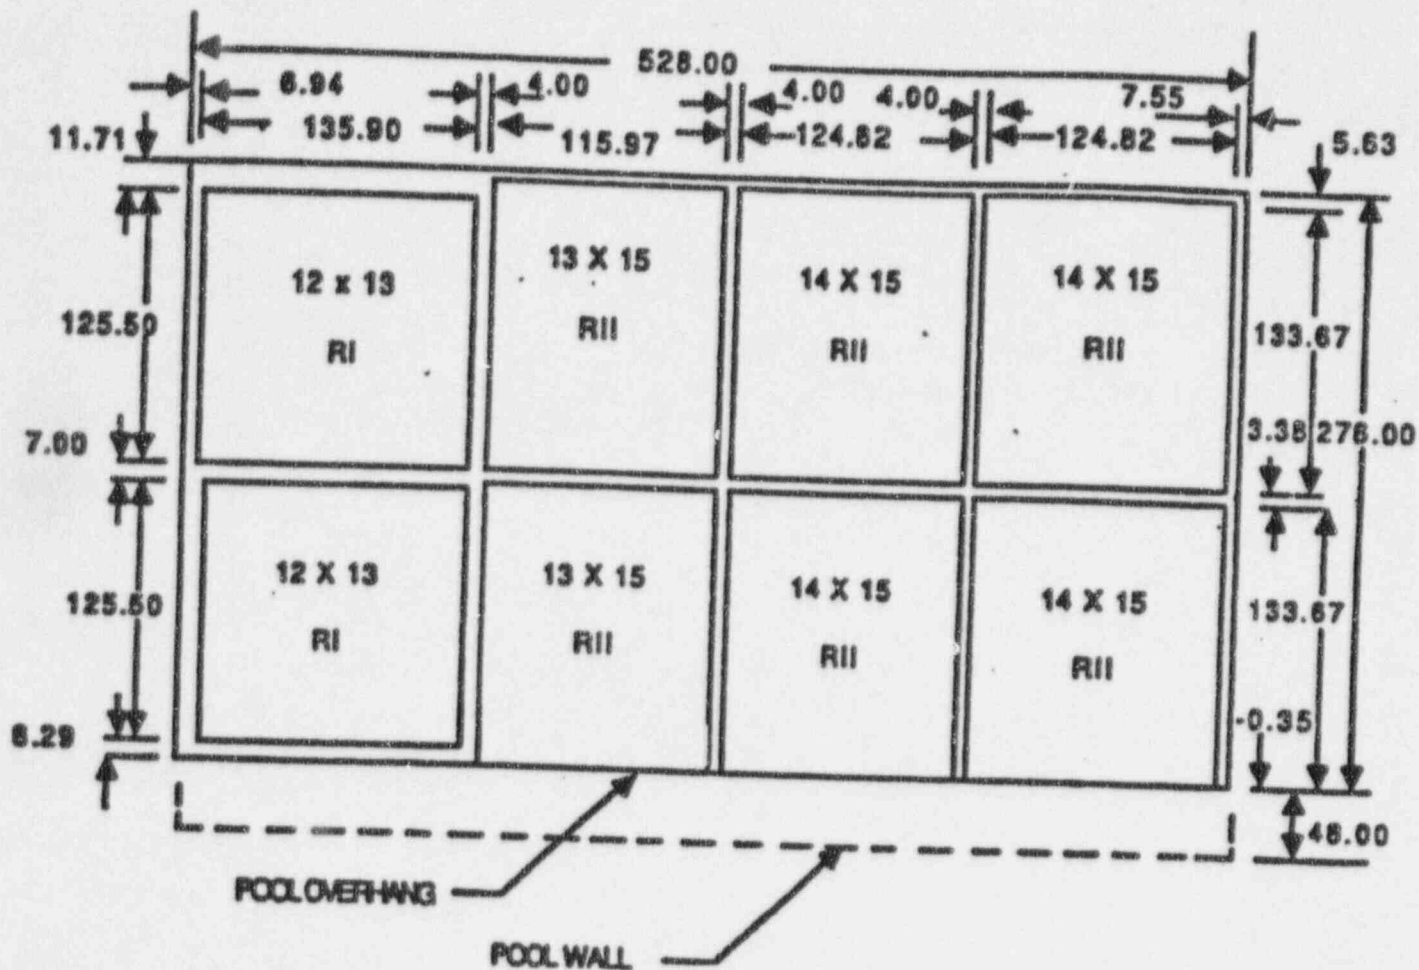 528.00
6.94 4.00 4.00 4.00 7.55
11.71 135.90 115.97 124.82 124.82 5.63
12 x 13 13 X 15 14 X 15 14 X 15
125.50 RI RII RII RII 133.67
7.00 3.38 276.00
12 X 13 13 X 15 14 X 15 14 X 15
125.50 RI RII RII RII 133.67
6.29 -0.35
48.00
POOL OVERHANG
POOL WALL